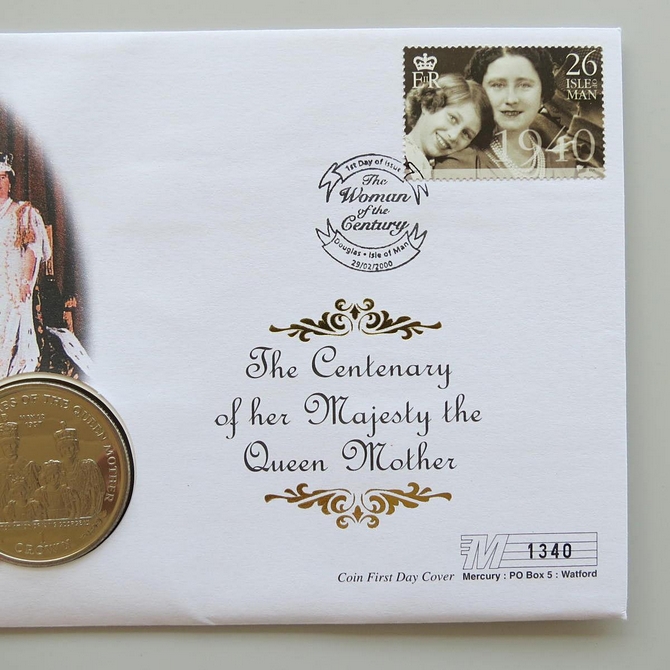 E II R
26
ISLE OF
MAN
1940
1st Day of Issue
The
Woman
of the
Century
Douglas • Isle of Man
29/02/2000
The Centenary
of her Majesty the
Queen Mother
OF THE QUEEN MOTHER
CROWN
M 1340
Coin First Day Cover Mercury : PO Box 5 : Watford